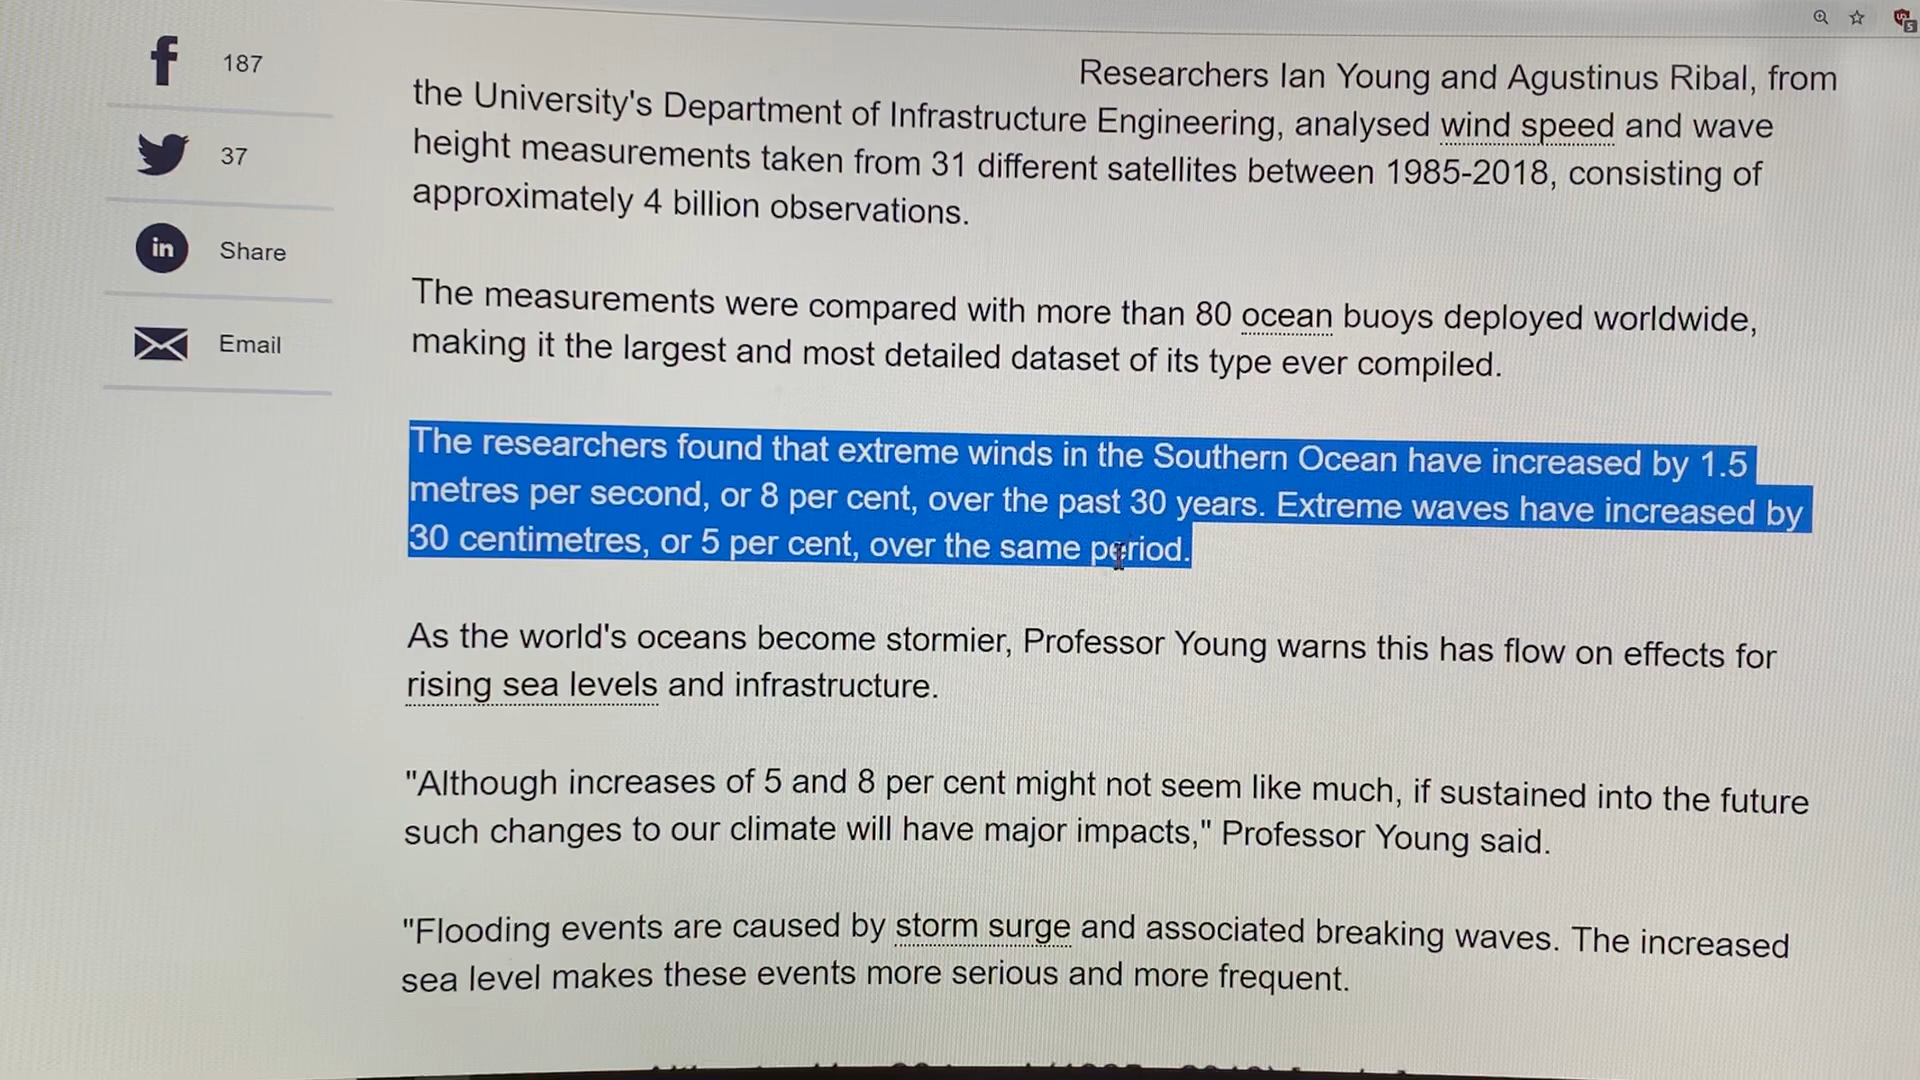 187
37
in Share
Email
Researchers Ian Young and Agustinus Ribal, from
the University's Department of Infrastructure Engineering, analysed wind speed and wave
height measurements taken from 31 different satellites between 1985-2018, consisting of
approximately 4 billion observations.
The measurements were compared with more than 80 ocean buoys deployed worldwide,
making it the largest and most detailed dataset of its type ever compiled.
The researchers found that extreme winds in the Southern Ocean have increased by 1.5
metres per second, or 8 per cent, over the past 30 years. Extreme waves have increased by
30 centimetres, or 5 per cent, over the same period.
As the world's oceans become stormier, Professor Young warns this has flow on effects for
rising sea levels and infrastructure.
"Although increases of 5 and 8 per cent might not seem like much, if sustained into the future
such changes to our climate will have major impacts," Professor Young said.
"Flooding events are caused by storm surge and associated breaking waves. The increased
sea level makes these events more serious and more frequent.